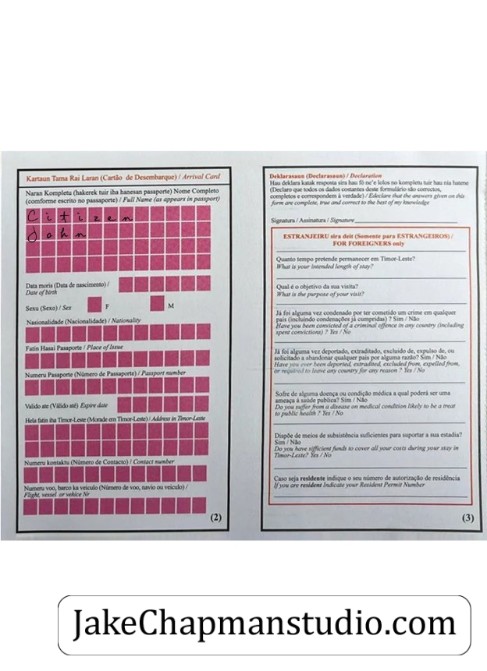 Kartaun Tama Rai Laran (Cartão de Desembarque) / Arrival Card
Naran Kompletu (hakerek tuir iha hanesan pasaporte) Nome Completo
(comforme escrito no passaporte) / Full Name (as appears in passport)
Citizen
John
Data moris (Data de nascimento) /
Date of birth
Sexu (Sexo) / Sex F M
Nasionalidade (Nacionalidade) / Nationality
Fatin Hasai Pasaporte / Place of Issue
Numeru Pasaporte (Número de Passaporte) / Passport number
Válido até (Válido até) Expire date
Hela fatin iha Timor-Leste (Morade em Timor-Leste) / Address in Timor-Leste
Numeru kontaktu (Número de Contacto) / Contact number
Numeru voo, barco ka veiculo (Número de voo, navio ou veículo) /
Flight, vessel or vehice Nr
(2)
Deklarasaun (Declarasaun) / Declaration
Hau deklara katak resposta sira hau fó ne'e lolos no kompletu tuir hau nia hatene
(Declaro que todos os dados costantes deste formulário são correctos,
completos e correspondem à verdade) / I declare that the answers given on this
form are complete, true and correct to the best of my knowledge
Signatura / Assinatura / Signature
ESTRANJEIRU sira deit (Somente para ESTRANGEIROS) /
FOR FOREIGNERS only
Quanto tempo pretende permanecer em Timor-Leste?
What is your intended length of stay?
Qual é o objetivo da sua visita?
What is the purpose of your visit?
Já foi alguma vez condenado por ter cometido um crime em qualquer
país (incluindo condenações já cumpridas) ? Sim / Não
Have you been convicted of a criminal offence in any country (including
spent convictions) ? Yes / No
Já foi alguma vez deportado, extraditado, excluído de, expulso de, ou
solicitado a abandonar qualquer país por alguma razão? Sim / Não
Have you ever been deported, extradited, excluded from, expelled from,
or required to leave any country for any reason ? Yes / No
Sofre de alguma doença ou condição médica a qual poderá ser uma
ameaça à saúde publica? Sim / Não
Do you suffer from a disease on medical condition likely to be a treat
to public health ? Yes / No
Dispõe de meios de subsistência suficientes para suportar a sua estadia?
Sim / Não
Do you have sufficient funds to cover all your costs during your stay in
Timor-Leste? Yes / No
Caso seja residente indique o seu número de autorização de residência
If you are resident Indicate your Resident Permit Number
(3)
JakeChapmanstudio.com